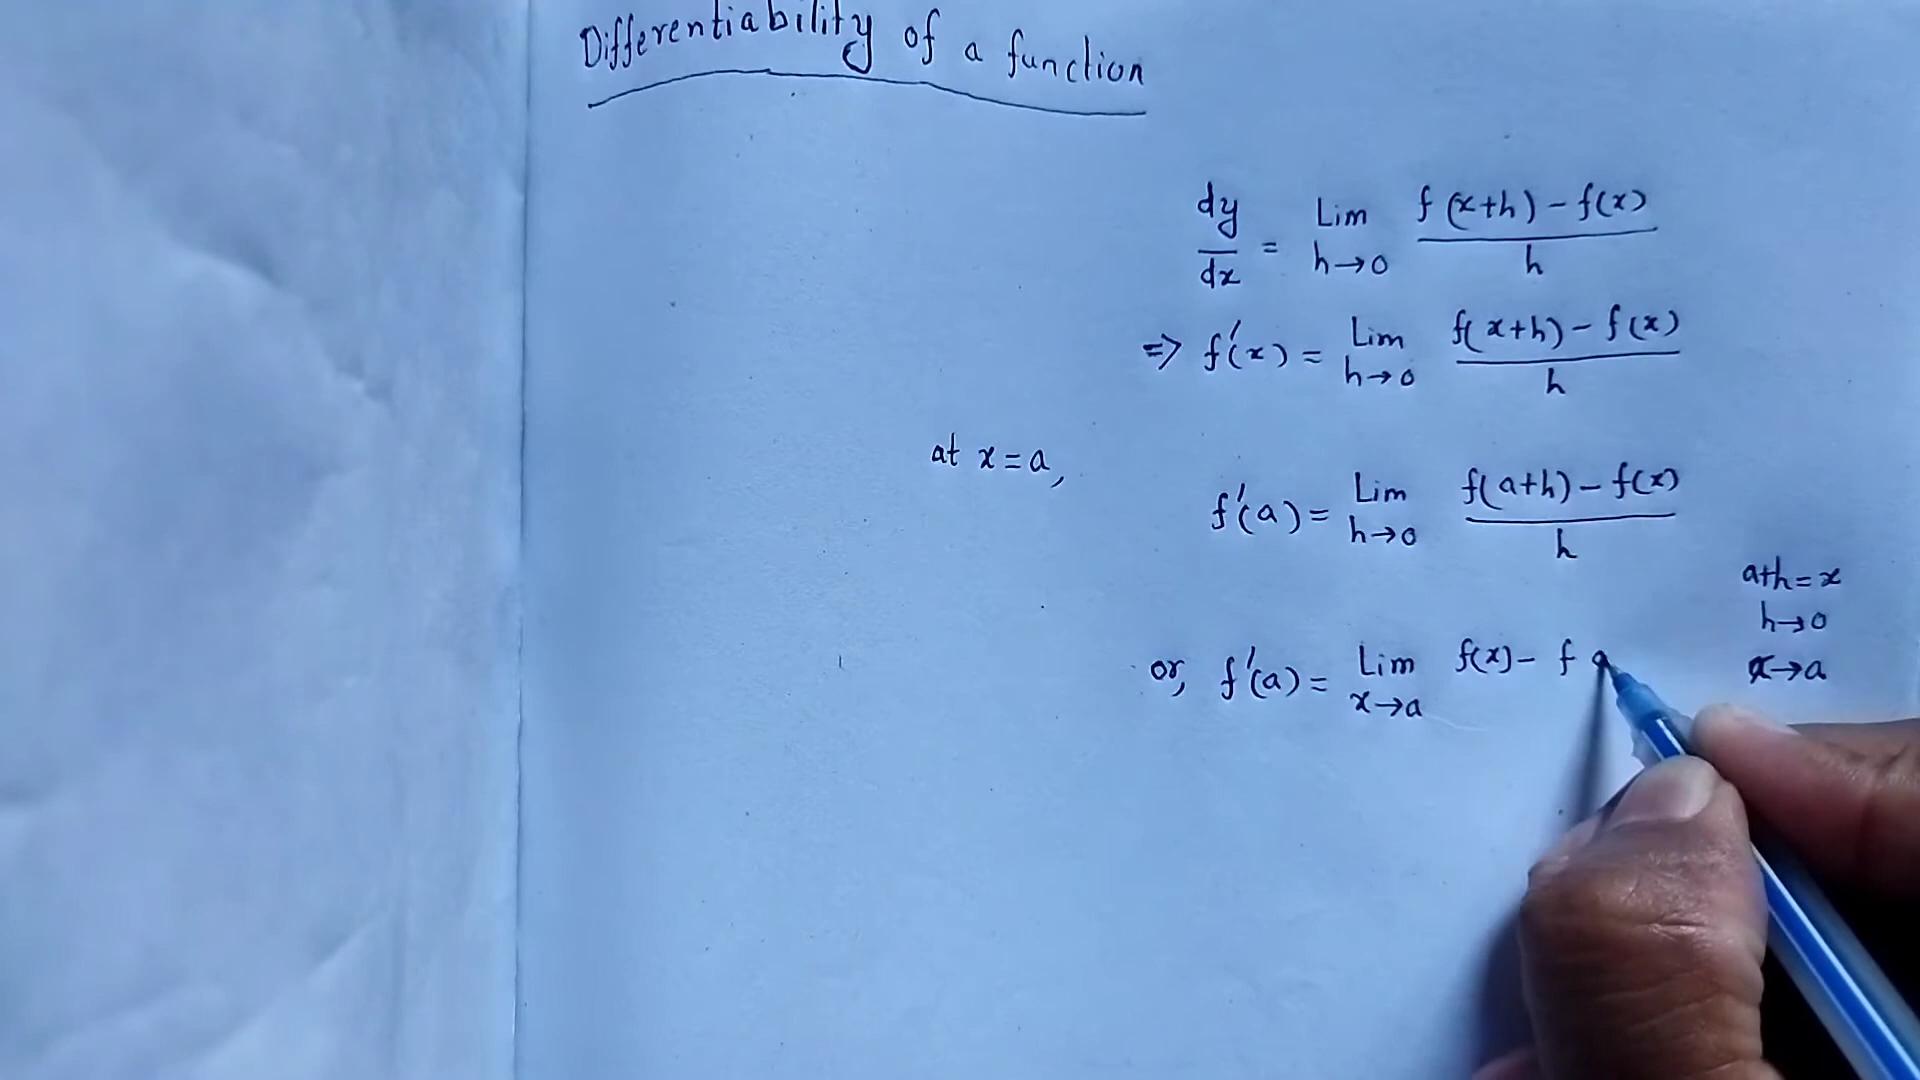 Differentiability of a function
dy/dx = Lim h→0 f(x+h) - f(x) / h
⇒ f'(x) = Lim h→0 f(x+h) - f(x) / h
at x = a,
f'(a) = Lim h→0 f(a+h) - f(x) / h
a+h = x
h→0
x→a
or, f'(a) = Lim x→a f(x) - f a